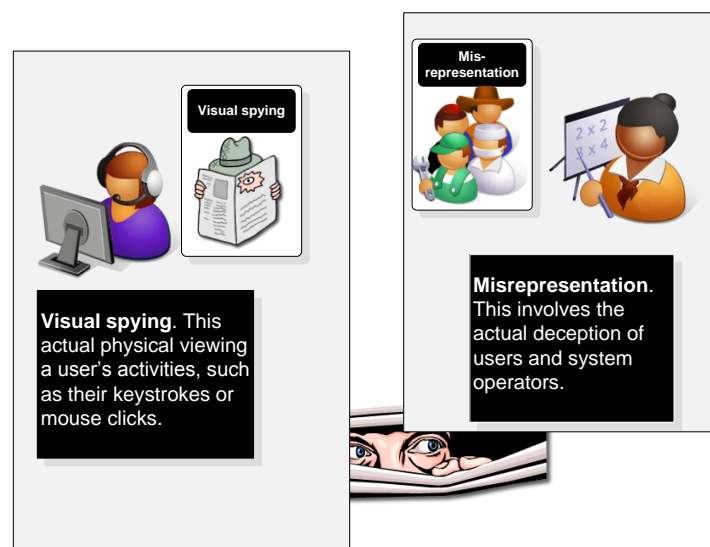 Visual spying
Visual spying. This
actual physical viewing
a user's activities, such
as their keystrokes or
mouse clicks.
Mis-
representation
2 x 2
3 x 4
Misrepresentation.
This involves the
actual deception of
users and system
operators.